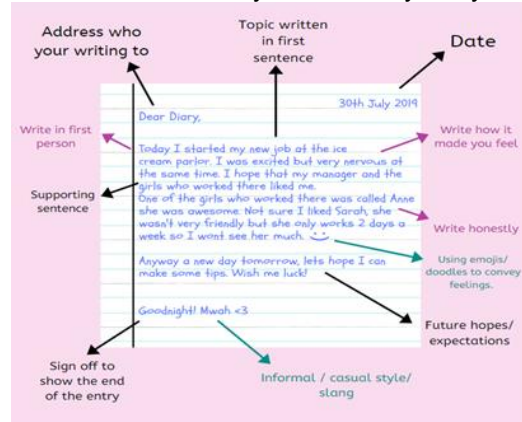 Address who
your writing to
Topic written
in first
sentence
Date
30th July 2019
Dear Diary,
Write in first
person
Today I started my new job at the ice
cream parlor. I was excited but very nervous at
the same time. I hope that my manager and the
girls who worked there liked me.
One of the girls who worked there was called Anne
she was awesome. Not sure I liked Sarah, she
wasn't very friendly but she only works 2 days a
week so I wont see her much.
Write how it
made you feel
Supporting
sentence
Write honestly
Using emojis/
doodles to convey
feelings.
Anyway a new day tomorrow, lets hope I can
make some tips. Wish me luck!
Goodnight! Mwah <3
Future hopes/
expectations
Sign off to
show the end
of the entry
Informal / casual style/
slang